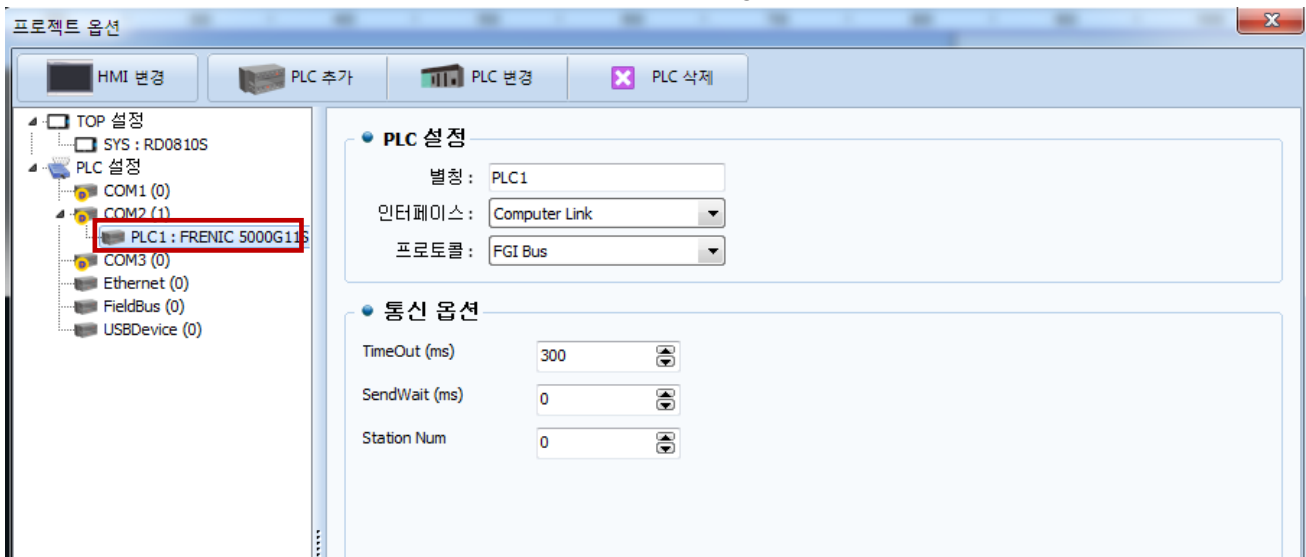 프로젝트 옵션
HMI 변경
PLC 추가
PLC 변경
PLC 삭제
TOP 설정
SYS : RD0810S
PLC 설정
COM1 (0)
COM2 (1)
PLC1 : FRENIC 5000G11S
COM3 (0)
Ethernet (0)
FieldBus (0)
USBDevice (0)
PLC 설정
별칭 : PLC1
인터페이스 : Computer Link
프로토콜 : FGI Bus
통신 옵션
TimeOut (ms) 300
SendWait (ms) 0
Station Num 0